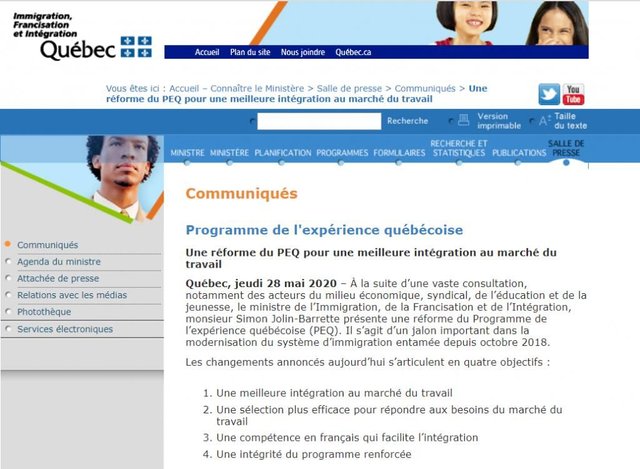 Immigration,
Francisation
et Intégration
Québec
Accueil Plan du site Nous joindre Québec.ca
Vous êtes ici : Accueil – Connaître le Ministère > Salle de presse > Communiqués > Une
réforme du PEQ pour une meilleure intégration au marché du travail
You
Tube
Recherche
Version
imprimable
A
Taille
du texte
MINISTRE MINISTÈRE PLANIFICATION PROGRAMMES FORMULAIRES RECHERCHE ET
STATISTIQUES PUBLICATIONS SALLE DE
PRESSE
Communiqués
Programme de l'expérience québécoise
Une réforme du PEQ pour une meilleure intégration au marché du
travail
Québec, jeudi 28 mai 2020 – À la suite d'une vaste consultation,
notamment des acteurs du milieu économique, syndical, de l'éducation et de la
jeunesse, le ministre de l'Immigration, de la Francisation et de l'Intégration,
monsieur Simon Jolin-Barrette présente une réforme du Programme de
l'expérience québécoise (PEQ). Il s'agit d'un jalon important dans la
modernisation du système d'immigration entamée depuis octobre 2018.
Les changements annoncés aujourd'hui s'articulent en quatre objectifs :
1. Une meilleure intégration au marché du travail
2. Une sélection plus efficace pour répondre aux besoins du marché du
travail
3. Une compétence en français qui facilite l'intégration
4. Une intégrité du programme renforcée
Communiqués
Agenda du ministre
Attachée de presse
Relations avec les médias
Photothèque
Services électroniques